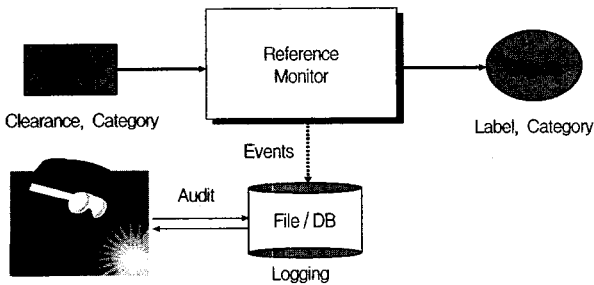 Reference
Monitor
Clearance, Category
Label, Category
Events
Audit
File / DB
Logging